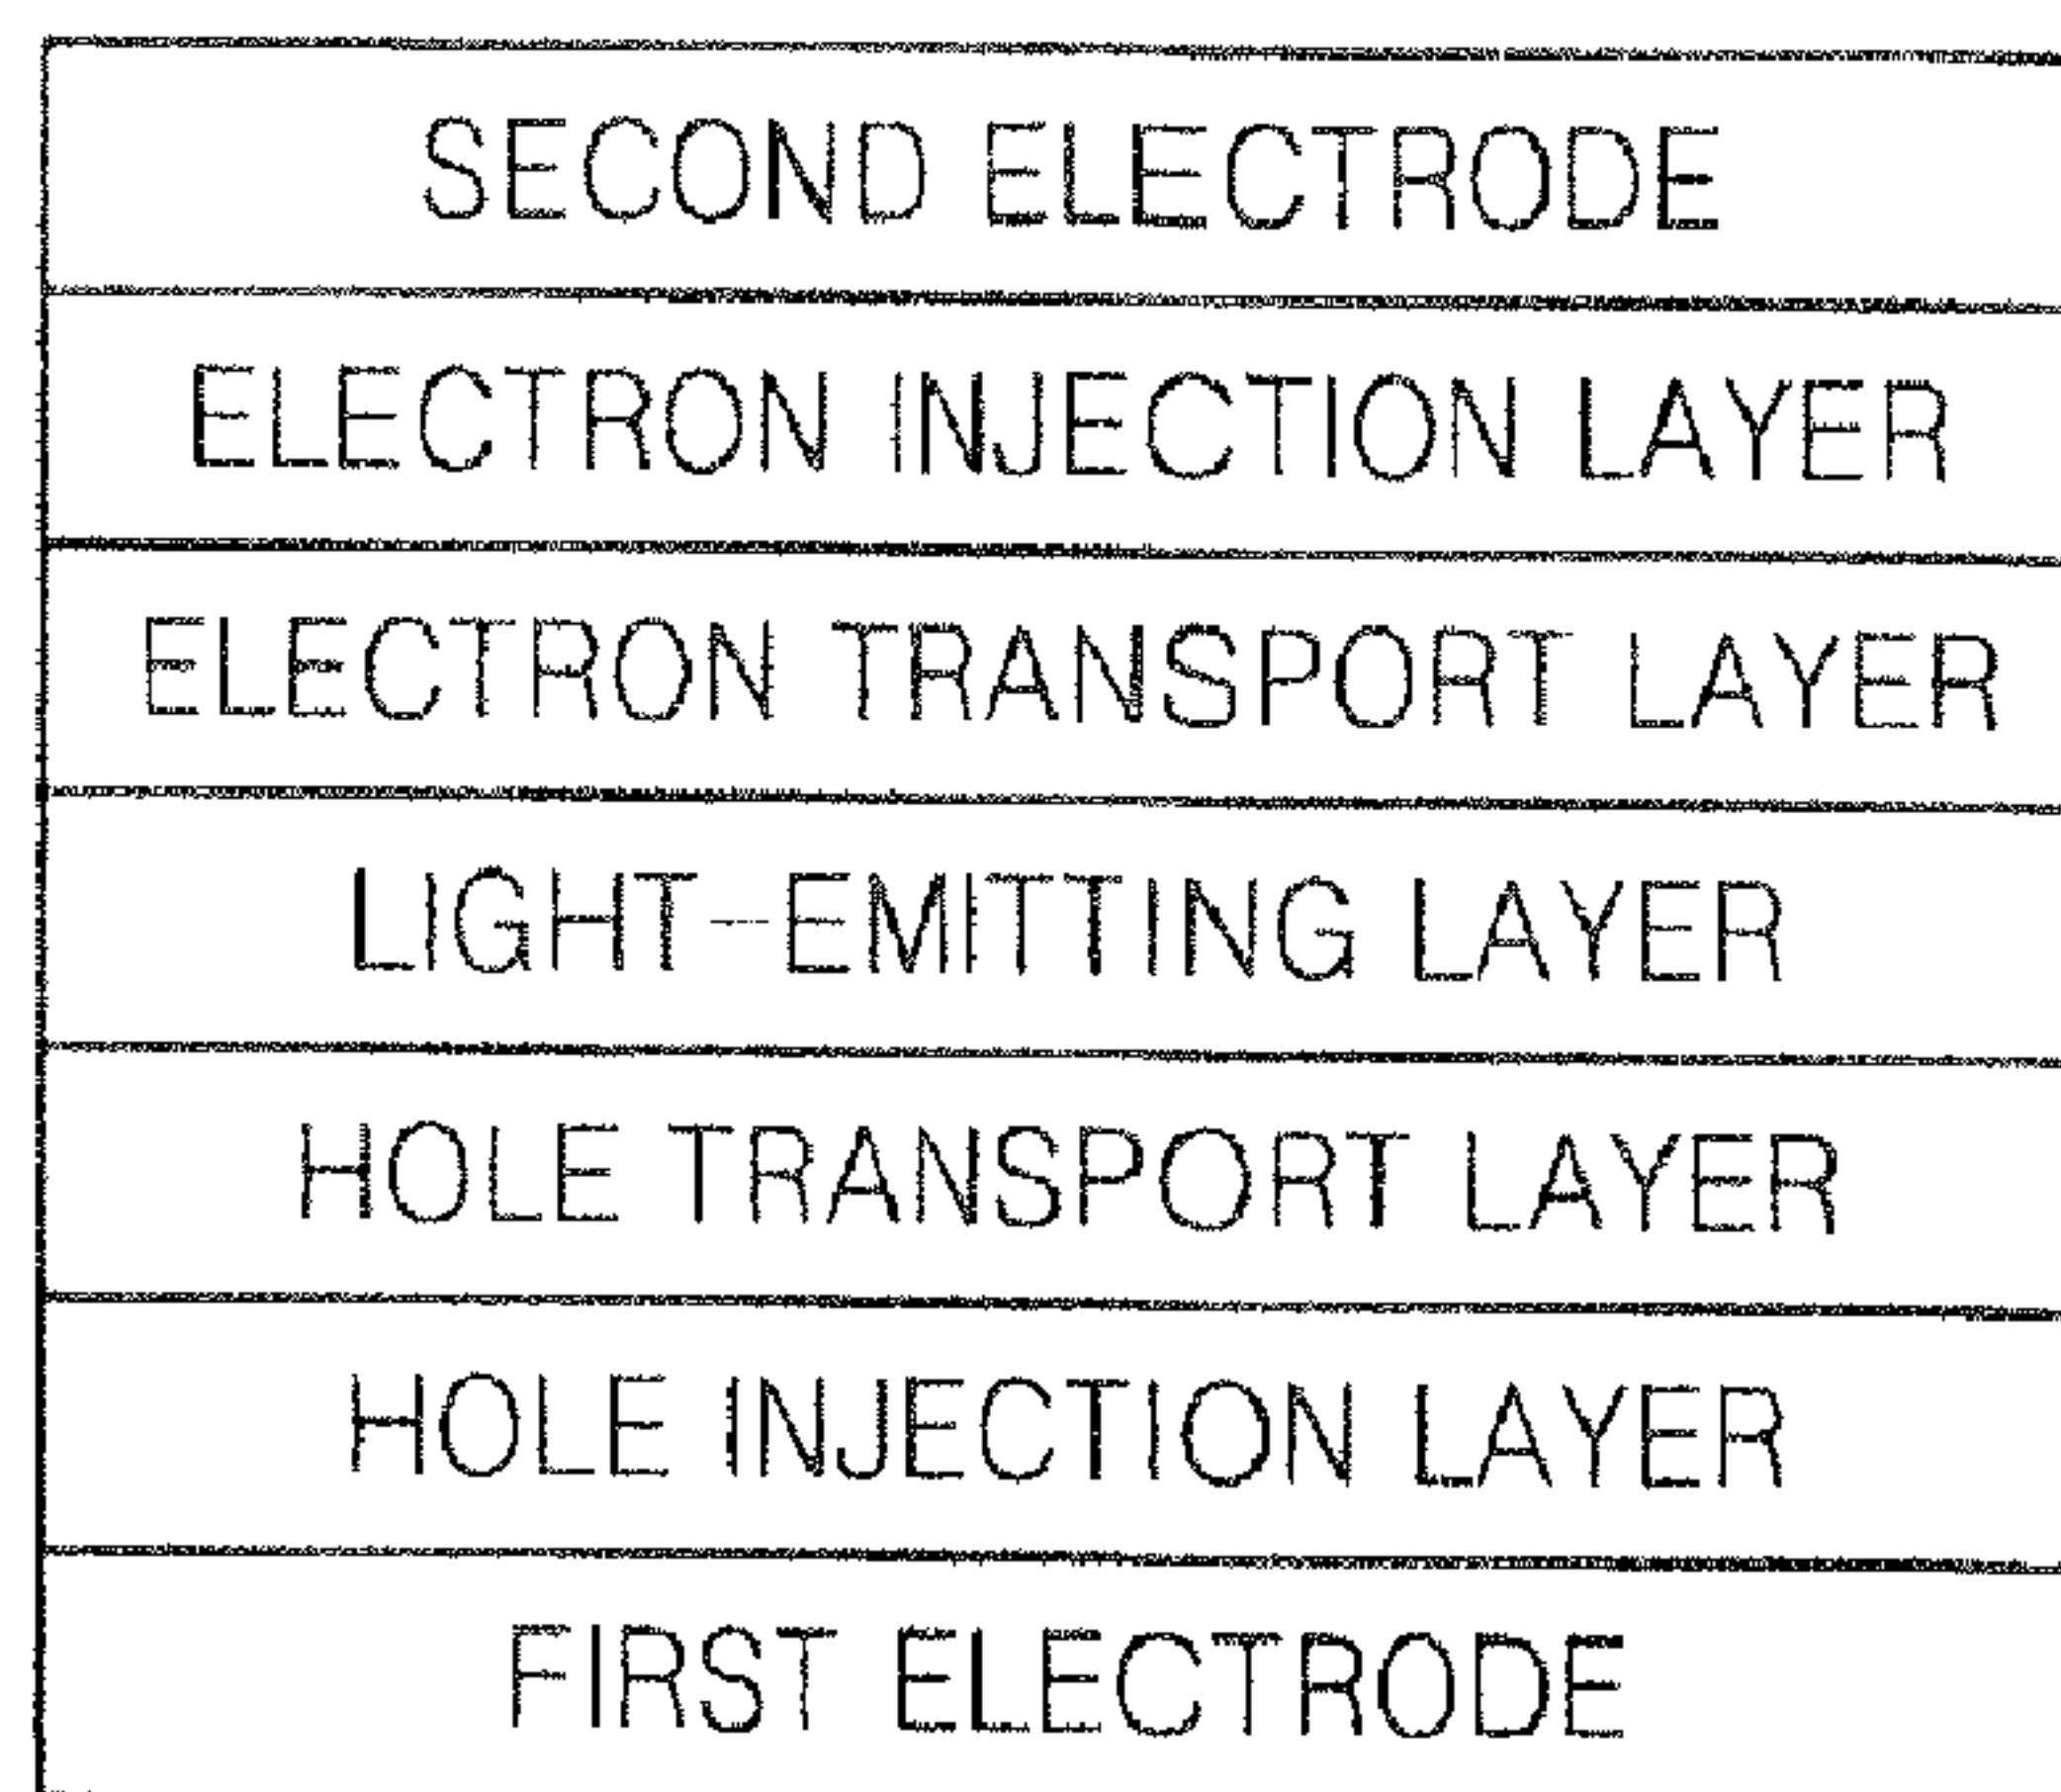 SECOND ELECTRODE
ELECTRON INJECTION LAYER
ELECTRON TRANSPORT LAYER
LIGHT-EMITTING LAYER
HOLE TRANSPORT LAYER
HOLE INJECTION LAYER
FIRST ELECTRODE